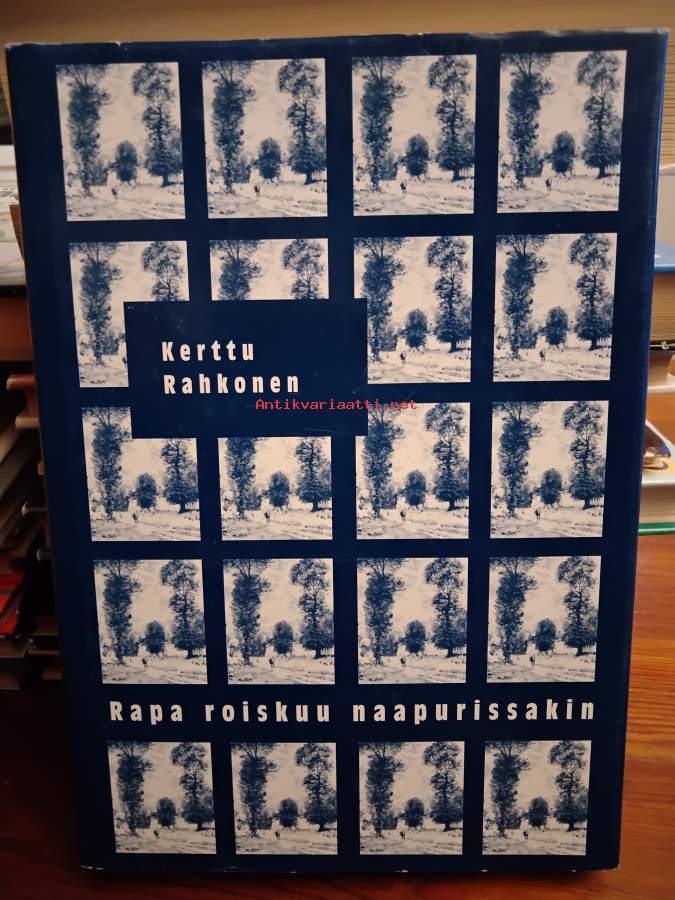 Kerttu
Rahkonen
Antikvariaatti.net
Rapa roiskuu naapurissakin